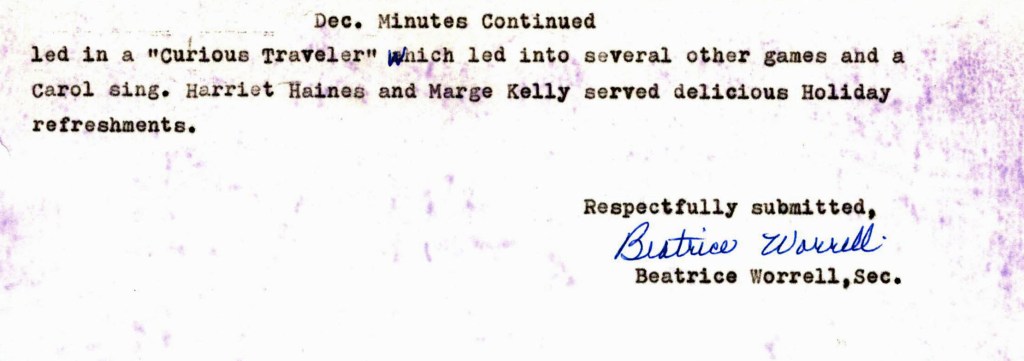 Dec. Minutes Continued
led in a "Curious Traveler" which led into several other games and a
Carol sing. Harriet Haines and Marge Kelly served delicious Holiday
refreshments.
Respectfully submitted,
Beatrice Worrell
Beatrice Worrell,Sec.